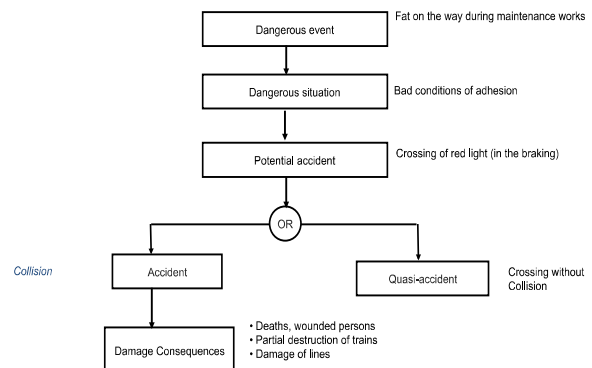 Dangerous event
Fat on the way during maintenance works
Dangerous situation
Bad conditions of adhesion
Potential accident
Crossing of red light (in the braking)
OR
Collision
Accident
Quasi-accident
Crossing without
Collision
Damage Consequences
• Deaths, wounded persons
• Partial destruction of trains
• Damage of lines